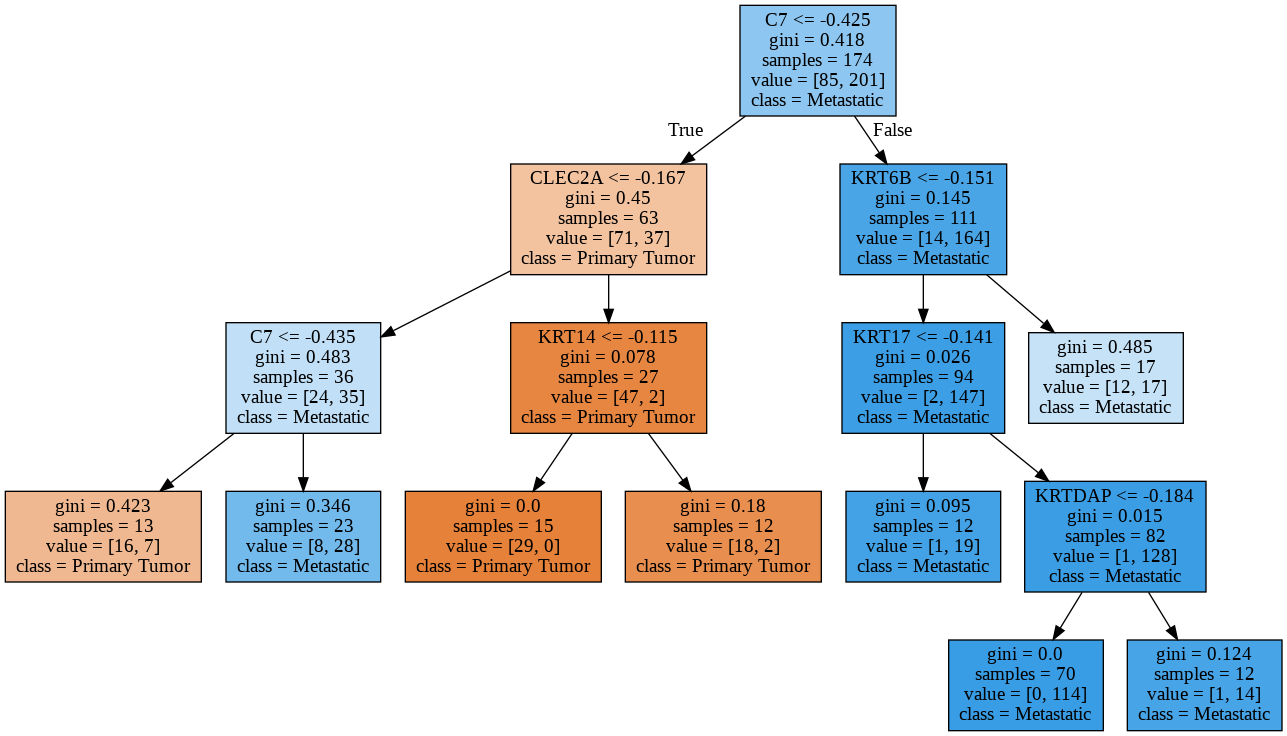 C7 <= -0.425
gini = 0.418
samples = 174
value = [85, 201]
class = Metastatic
True
False
CLEC2A <= -0.167
gini = 0.45
samples = 63
value = [71, 37]
class = Primary Tumor
KRT6B <= -0.151
gini = 0.145
samples = 111
value = [14, 164]
class = Metastatic
C7 <= -0.435
gini = 0.483
samples = 36
value = [24, 35]
class = Metastatic
KRT14 <= -0.115
gini = 0.078
samples = 27
value = [47, 2]
class = Primary Tumor
KRT17 <= -0.141
gini = 0.026
samples = 94
value = [2, 147]
class = Metastatic
gini = 0.485
samples = 17
value = [12, 17]
class = Metastatic
gini = 0.423
samples = 13
value = [16, 7]
class = Primary Tumor
gini = 0.346
samples = 23
value = [8, 28]
class = Metastatic
gini = 0.0
samples = 15
value = [29, 0]
class = Primary Tumor
gini = 0.18
samples = 12
value = [18, 2]
class = Primary Tumor
gini = 0.095
samples = 12
value = [1, 19]
class = Metastatic
KRTDAP <= -0.184
gini = 0.015
samples = 82
value = [1, 128]
class = Metastatic
gini = 0.0
samples = 70
value = [0, 114]
class = Metastatic
gini = 0.124
samples = 12
value = [1, 14]
class = Metastatic